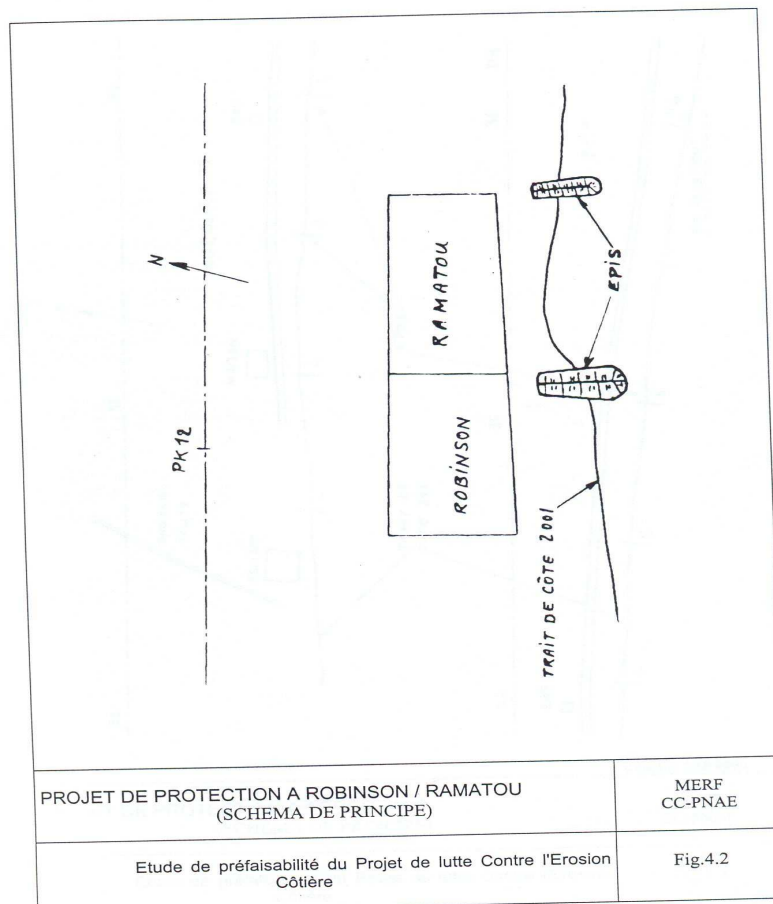 N
PK12
RAMATOU
ROBINSON
EPIS
TRAIT DE CÔTE 2001
PROJET DE PROTECTION A ROBINSON / RAMATOU
(SCHEMA DE PRINCIPE)
MERF
CC-PNAE
Etude de préfaisabilité du Projet de lutte Contre l'Erosion
Côtière
Fig.4.2